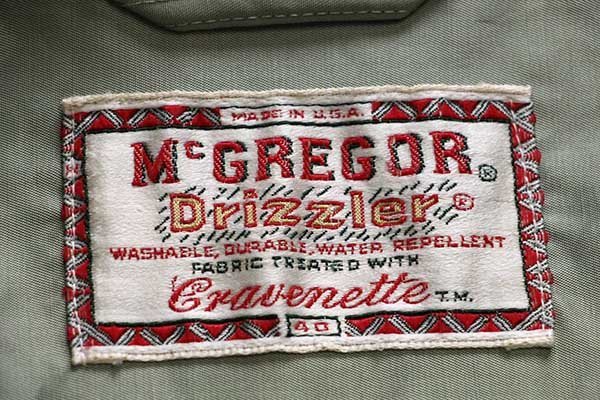 MADE IN U.S.A.
McGREGOR®
Drizzler®
WASHABLE, DURABLE, WATER REPELLENT
FABRIC TREATED WITH
Cravenette T.M.
40